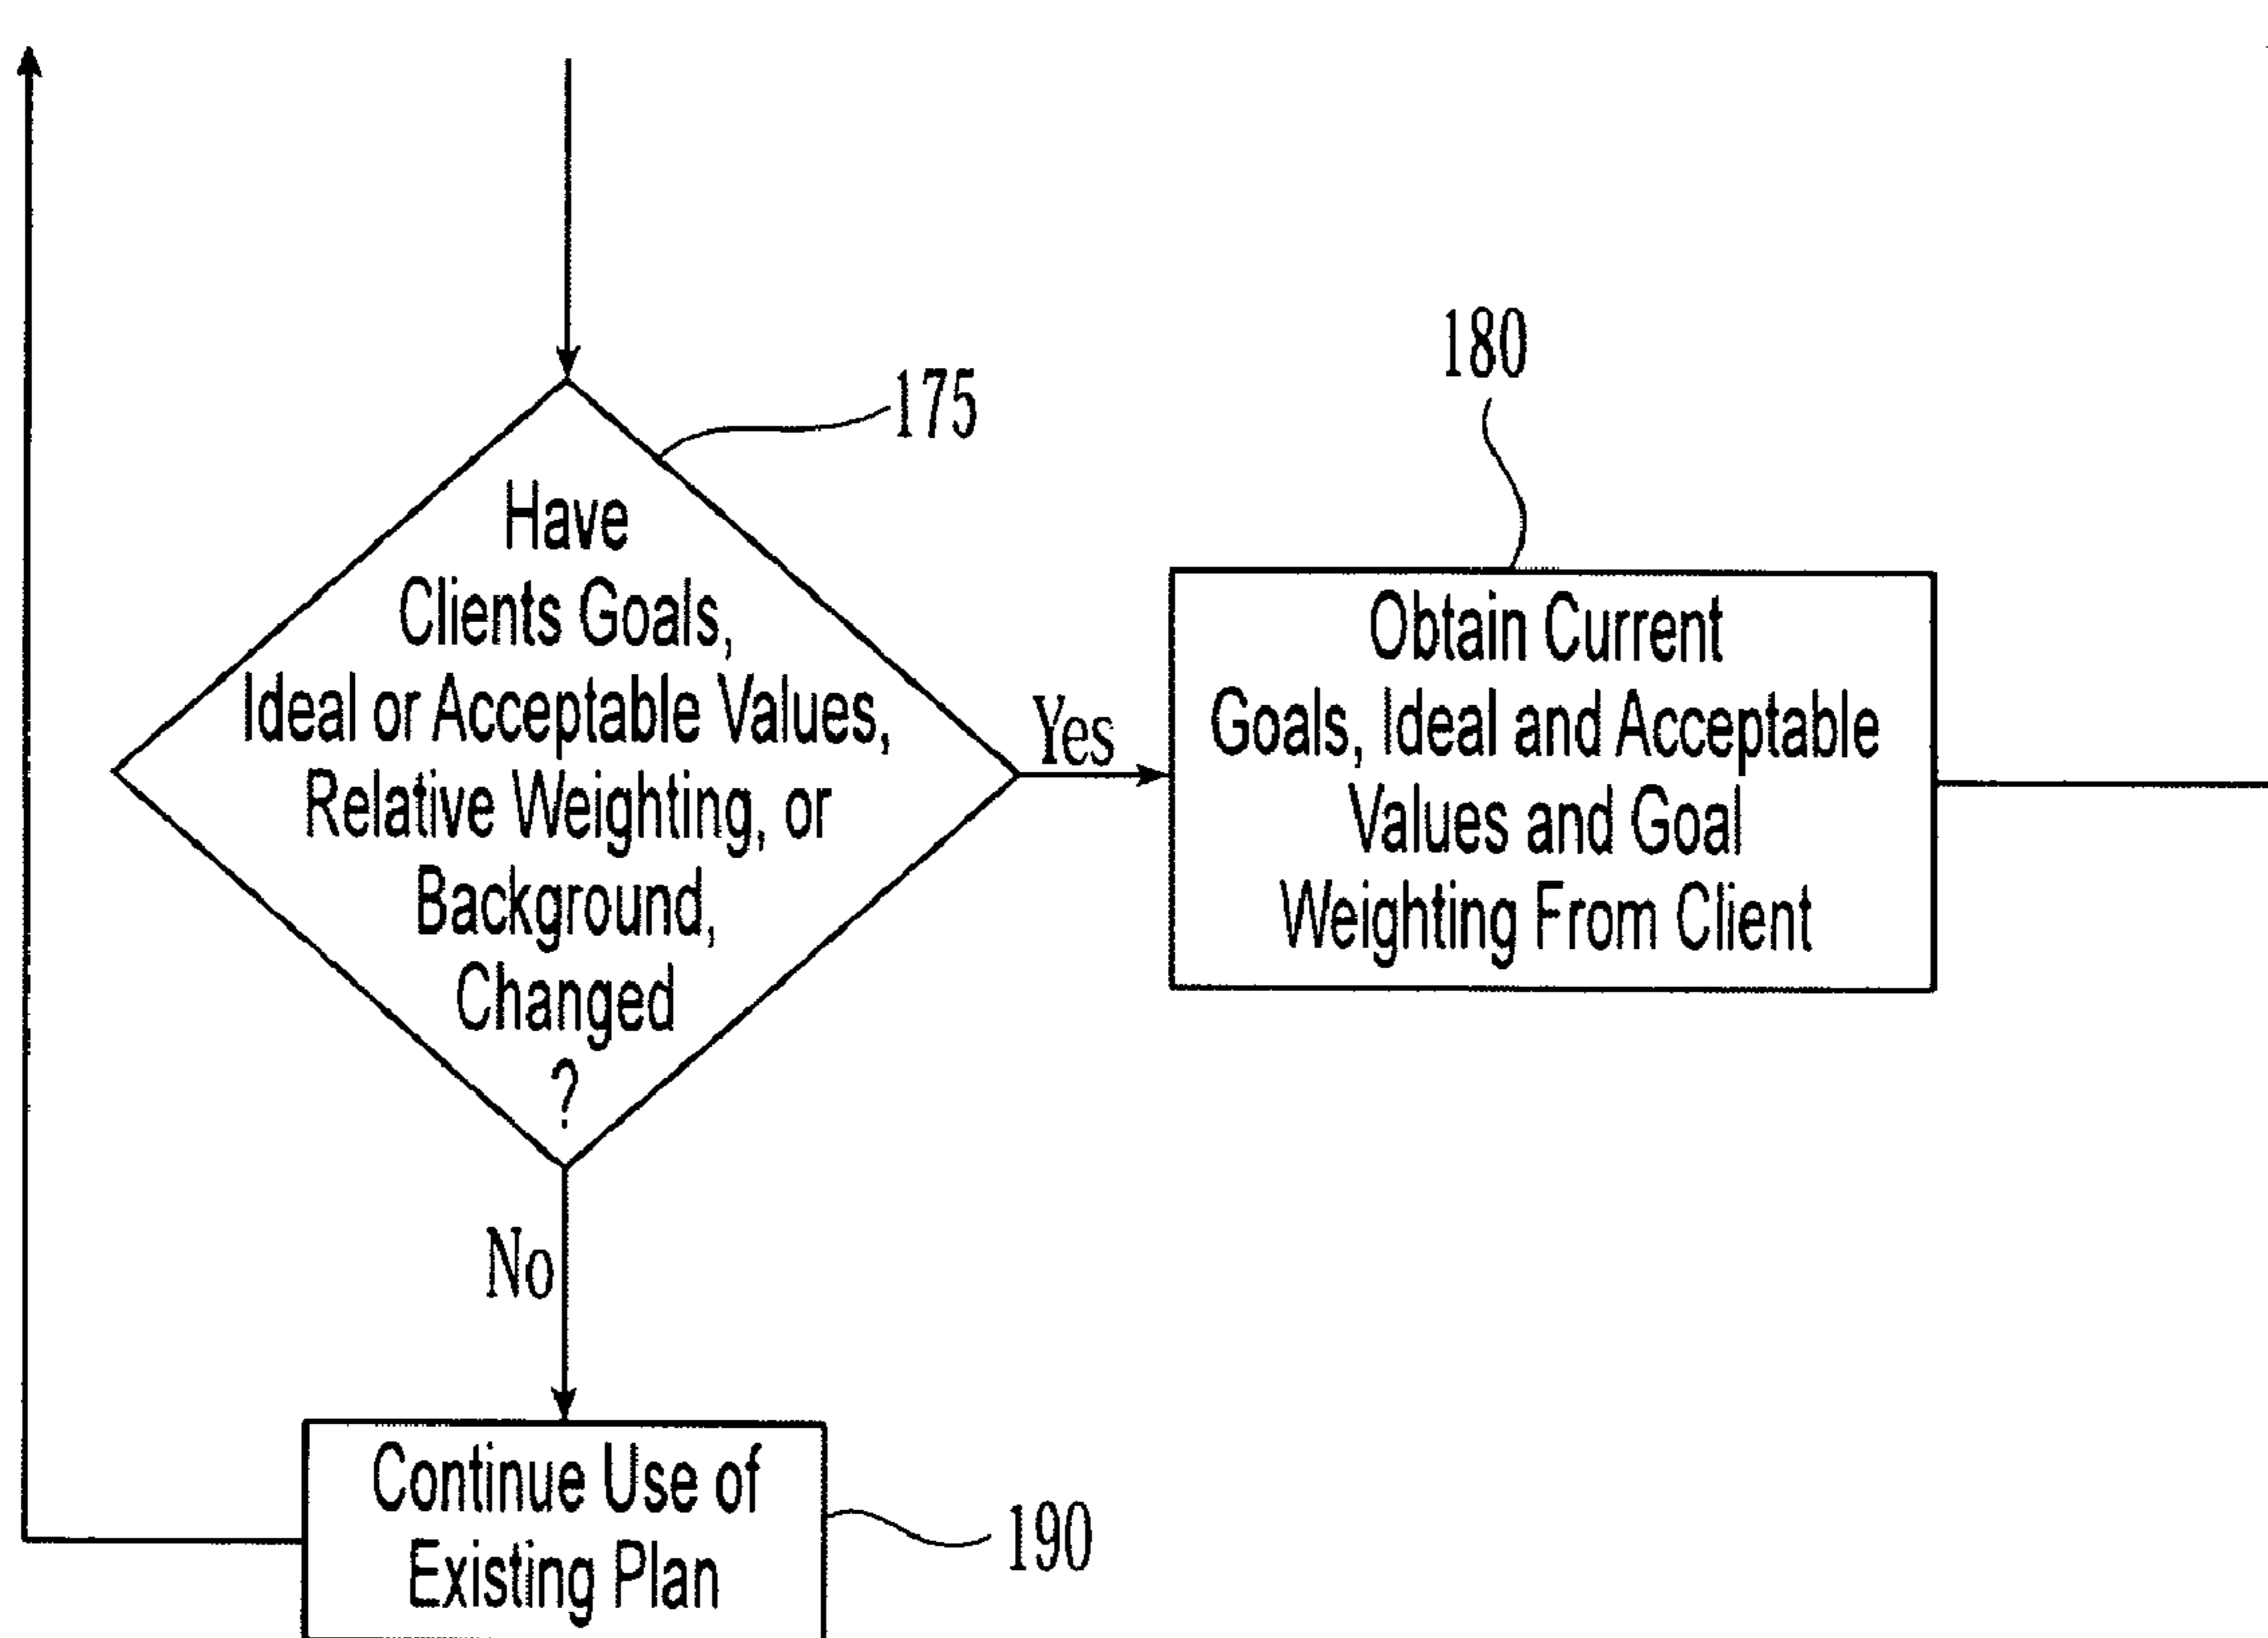 175
Have
Clients Goals,
Ideal or Acceptable Values,
Relative Weighting, or
Background,
Changed
?
Yes
180
Obtain Current
Goals, Ideal and Acceptable
Values and Goal
Weighting From Client
No
Continue Use of
Existing Plan
190